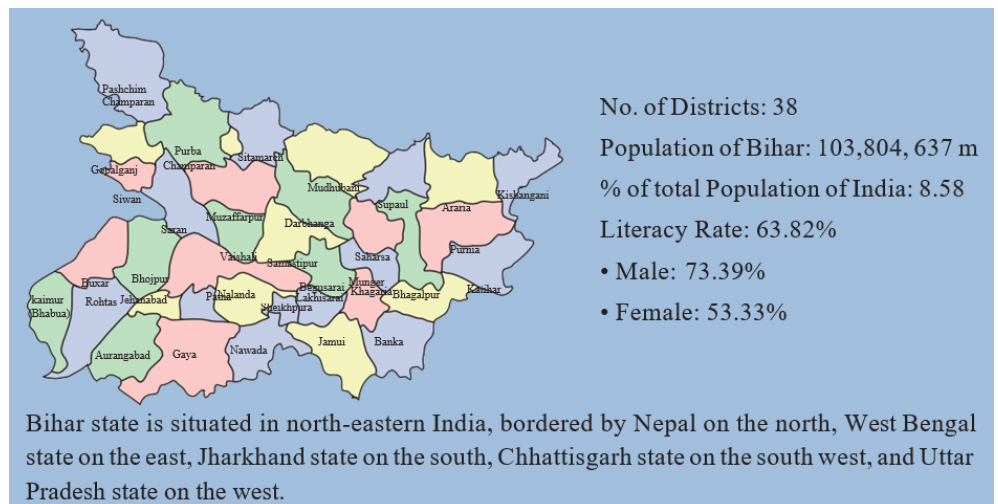 Pashchim
Champaran
Purba
Champaran
Sitamarch
Gopalganj
Siwan
Saran
Muzaffarpur
Mudhubani
Darbhanga
Supaul
Araria
Kishangani
Purnia
Katihar
Vaishali
Samastipur
Saharsa
Begusarai
Munger
Khagaria
Lakhisarai
Bhagalpur
Buxar
Bhojpur
kaimur
(Bhabua)
Rohtas
Jehanabad
Patna
Nalanda
Sheikhpura
Aurangabad
Gaya
Nawada
Jamui
Banka
No. of Districts: 38
Population of Bihar: 103,804, 637 m
% of total Population of India: 8.58
Literacy Rate: 63.82%
• Male: 73.39%
• Female: 53.33%
Bihar state is situated in north-eastern India, bordered by Nepal on the north, West Bengal
state on the east, Jharkhand state on the south, Chhattisgarh state on the south west, and Uttar
Pradesh state on the west.